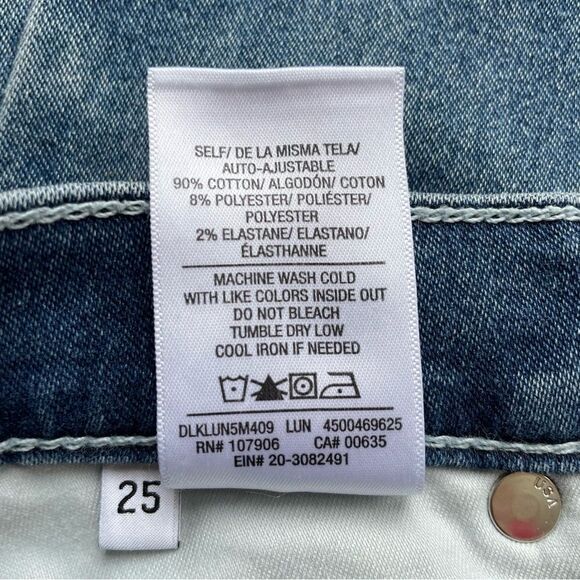 SELF/ DE LA MISMA TELA/
AUTO-AJUSTABLE
90% COTTON/ ALGODÓN/ COTON
8% POLYESTER/ POLIÉSTER/
POLYESTER
2% ELASTANE/ ELASTANO/
ÉLASTHANNE
MACHINE WASH COLD
WITH LIKE COLORS INSIDE OUT
DO NOT BLEACH
TUMBLE DRY LOW
COOL IRON IF NEEDED
DLKLUN5M409 LUN 4500469625
RN# 107906 CA# 00635
EIN# 20-3082491
25
USA